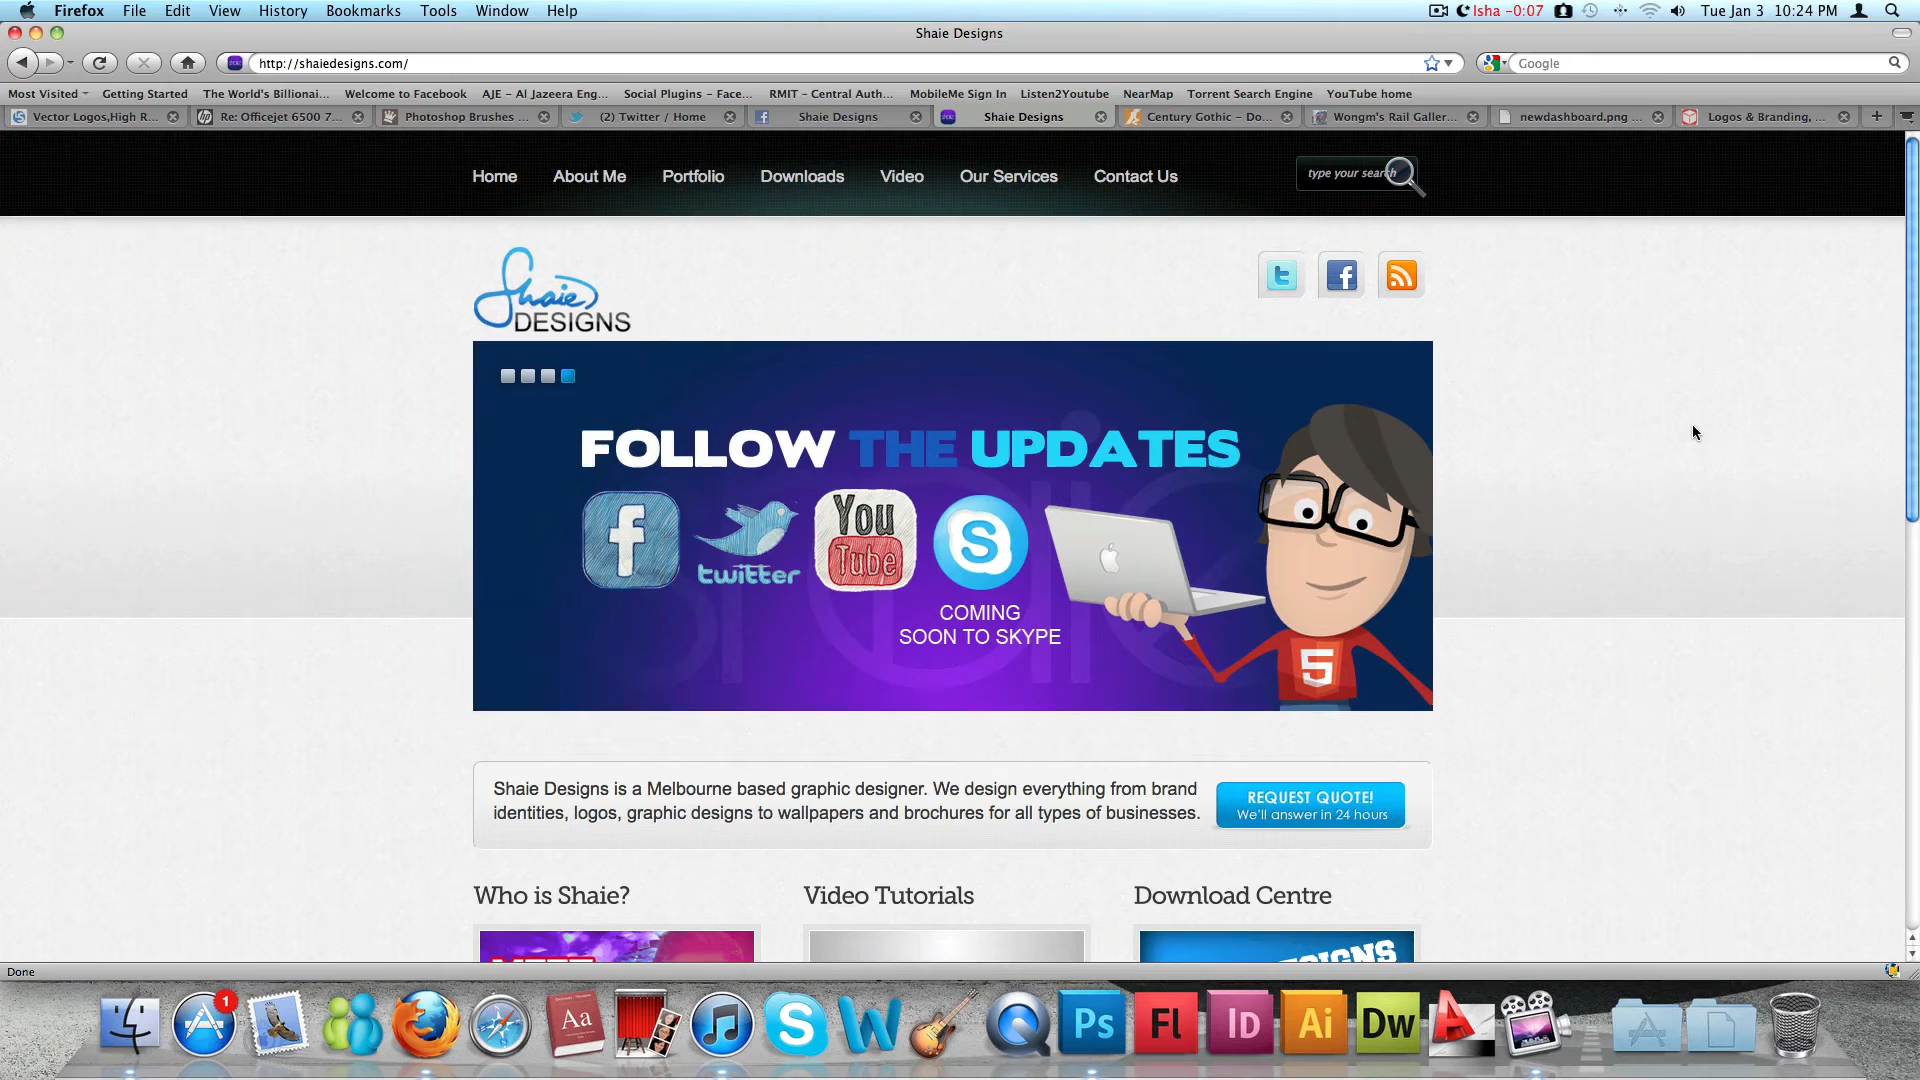 Firefox File Edit View History Bookmarks Tools Window Help Isha -0:07 Tue Jan 3 10:24 PM
Shaie Designs
http://shaiedesigns.com/ Google
Most Visited Getting Started The World's Billionai... Welcome to Facebook AJE - Al Jazeera Eng... Social Plugins - Face... RMIT - Central Auth... MobileMe Sign In Listen2Youtube NearMap Torrent Search Engine YouTube home
Vector Logos,High R... Re: Officejet 6500 7... Photoshop Brushes ... (2) Twitter / Home Shaie Designs Shaie Designs Century Gothic - Do... Wongm's Rail Galler... newdashboard.png ... Logos & Branding, ...
Home About Me Portfolio Downloads Video Our Services Contact Us type your search
Shaie
DESIGNS
FOLLOW THE UPDATES
You
Tube
twitter
COMING
SOON TO SKYPE
5
Shaie Designs is a Melbourne based graphic designer. We design everything from brand
identities, logos, graphic designs to wallpapers and brochures for all types of businesses.
REQUEST QUOTE!
We'll answer in 24 hours
Who is Shaie? Video Tutorials Download Centre
Done
1
Aa Ps Fl Id Ai Dw